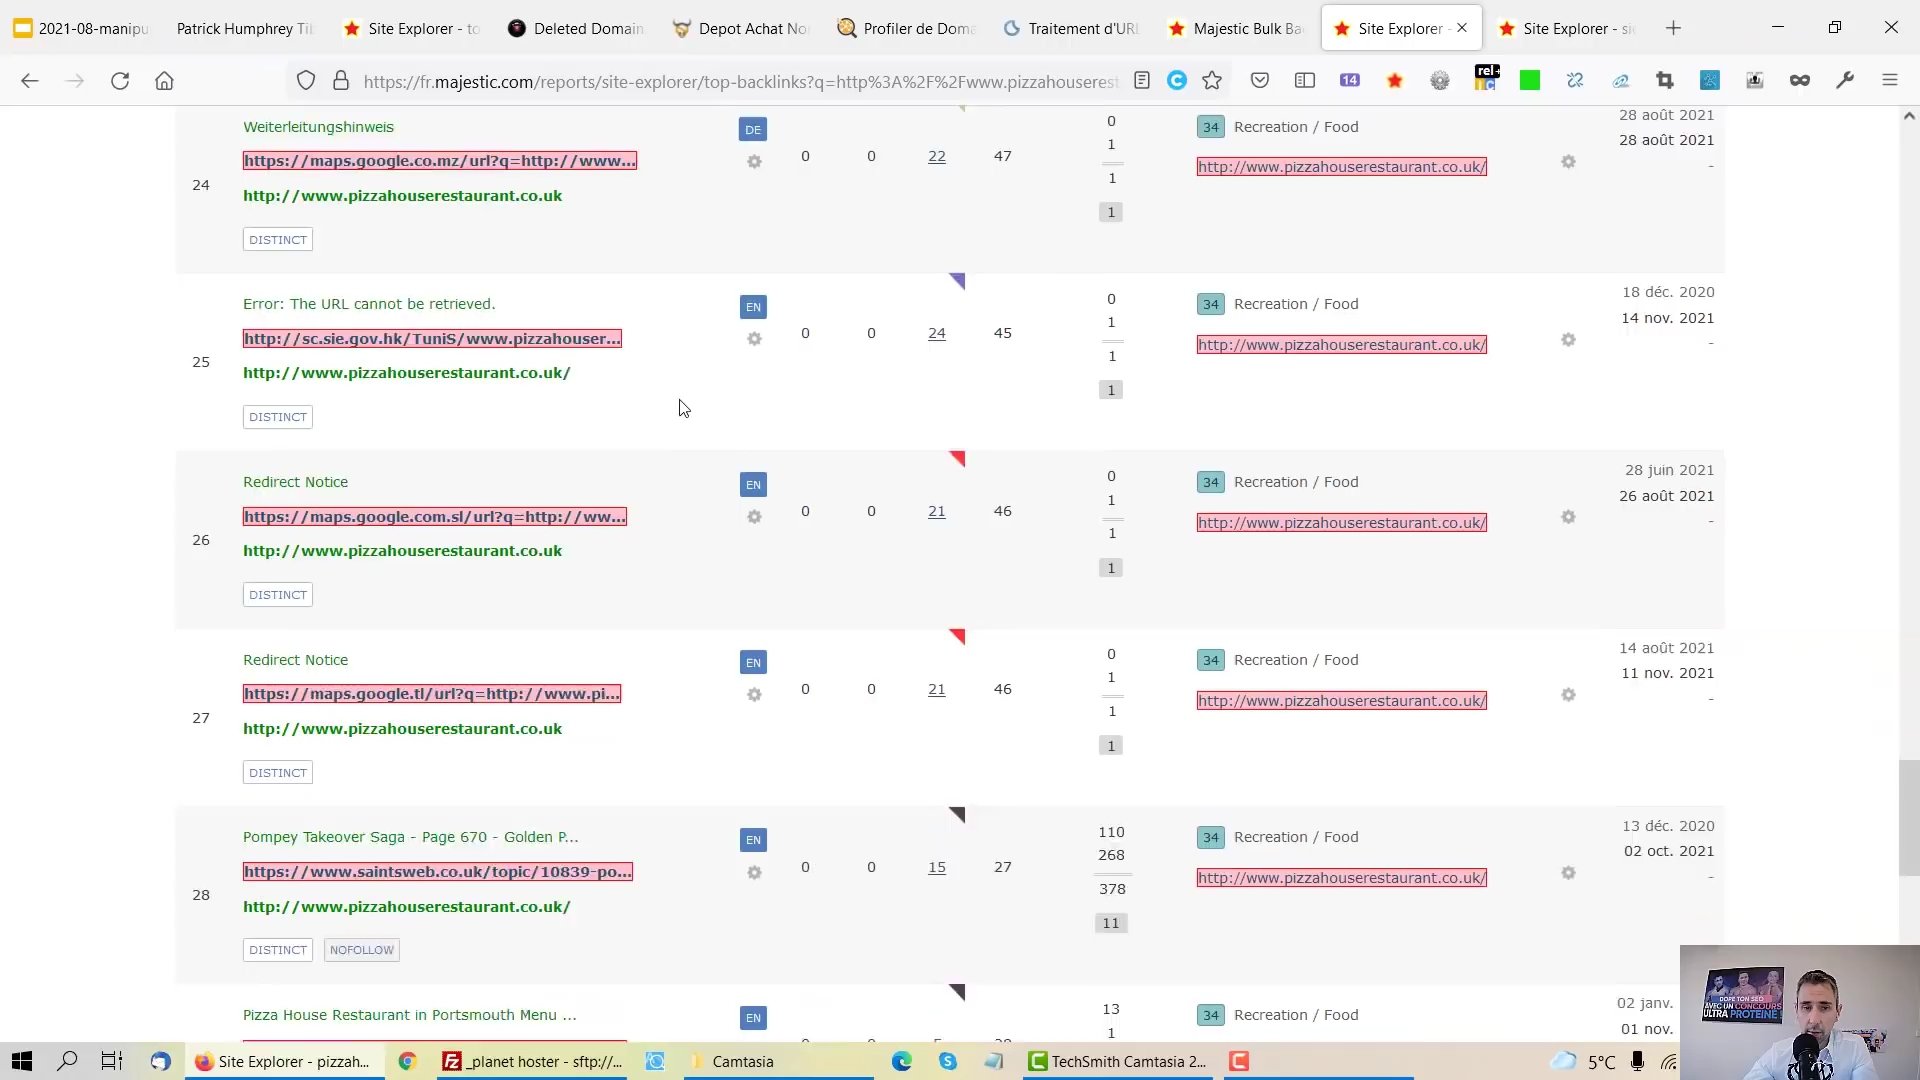 2021-08-manipu
Patrick Humphrey Tib
Site Explorer - to
Deleted Domain
Depot Achat No
Profiler de Doma
Traitement d'URL
Majestic Bulk Ba
Site Explorer -
Site Explorer - si
https://fr.majestic.com/reports/site-explorer/top-backlinks?q=http%3A%2F%2Fwww.pizzahouserest
14
rel+
24
Weiterleitungshinweis
https://maps.google.co.mz/url?q=http://www...
http://www.pizzahouserestaurant.co.uk
DISTINCT
DE
0 0 22 47
0
1
1
1
34 Recreation / Food
http://www.pizzahouserestaurant.co.uk/
28 août 2021
28 août 2021
-
25
Error: The URL cannot be retrieved.
http://sc.sie.gov.hk/TuniS/www.pizzahouser...
http://www.pizzahouserestaurant.co.uk/
DISTINCT
EN
0 0 24 45
0
1
1
1
34 Recreation / Food
http://www.pizzahouserestaurant.co.uk/
18 déc. 2020
14 nov. 2021
-
26
Redirect Notice
https://maps.google.com.sl/url?q=http://ww...
http://www.pizzahouserestaurant.co.uk
DISTINCT
EN
0 0 21 46
0
1
1
1
34 Recreation / Food
http://www.pizzahouserestaurant.co.uk/
28 juin 2021
26 août 2021
-
27
Redirect Notice
https://maps.google.tl/url?q=http://www.pi...
http://www.pizzahouserestaurant.co.uk
DISTINCT
EN
0 0 21 46
0
1
1
1
34 Recreation / Food
http://www.pizzahouserestaurant.co.uk/
14 août 2021
11 nov. 2021
-
28
Pompey Takeover Saga - Page 670 - Golden P...
https://www.saintsweb.co.uk/topic/10839-po...
http://www.pizzahouserestaurant.co.uk/
DISTINCT NOFOLLOW
EN
0 0 15 27
110
268
378
11
34 Recreation / Food
http://www.pizzahouserestaurant.co.uk/
13 déc. 2020
02 oct. 2021
-
Pizza House Restaurant in Portsmouth Menu ...
EN
13
1
34 Recreation / Food
02 janv.
01 nov.
DOPE TON SEO
AVEC UN CONCOURS
ULTRA PROTEINÉ !
Site Explorer - pizzah...
_planet hoster - sftp://...
Camtasia
TechSmith Camtasia 2...
5°C